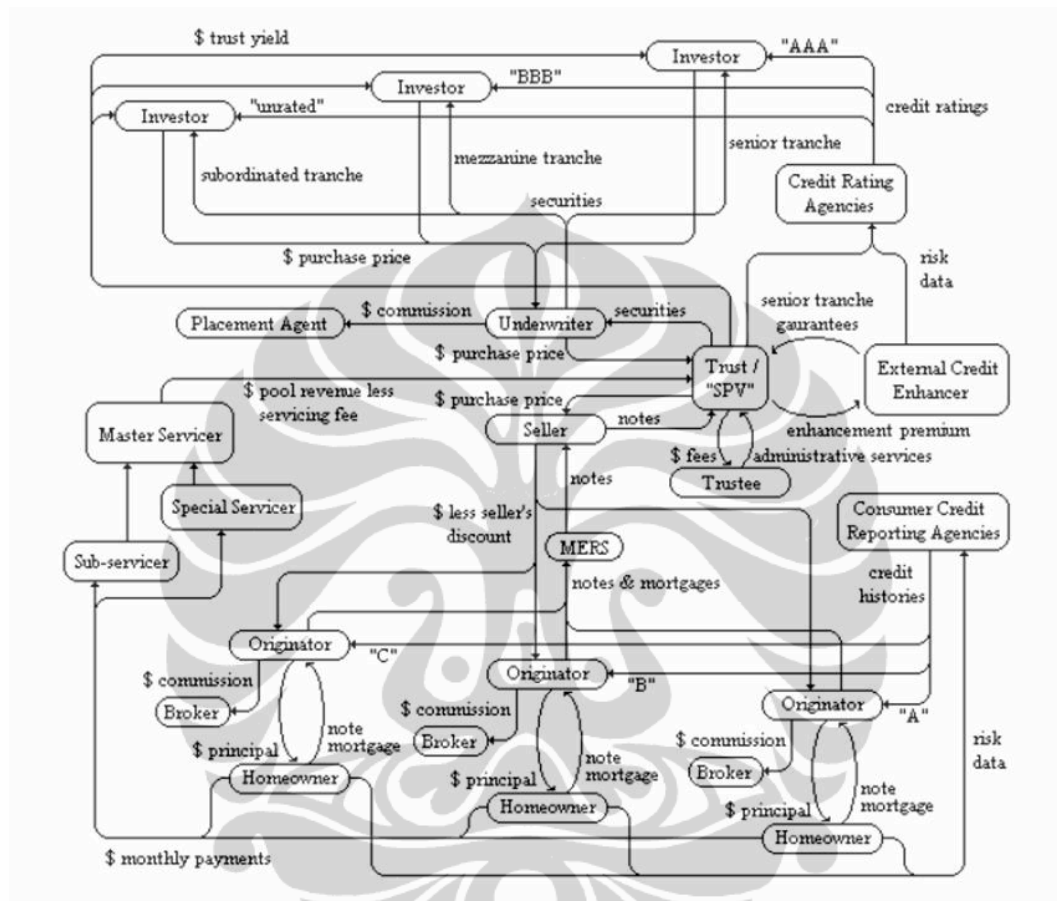 $ trust yield
Investor
"AAA"
Investor
"BBB"
Investor
"unrated"
credit ratings
senior tranche
mezzanine tranche
subordinated tranche
Credit Rating
Agencies
securities
$ purchase price
risk
data
senior tranche
gaurantees
$ commission
securities
Placement Agent
Underwriter
$ purchase price
Trust /
"SPV"
External Credit
Enhancer
$ pool revenue less
servicing fee
$ purchase price
notes
Master Servicer
Seller
enhancement premium
$ fees
administrative services
Trustee
notes
Special Servicer
$ less seller's
discount
Consumer Credit
Reporting Agencies
MERS
Sub-servicer
notes & mortgages
credit
histories
Originator
"C"
Originator
"B"
$ commission
Broker
Originator
"A"
$ commission
Broker
note
mortgage
$ principal
Homeowner
$ commission
Broker
note
mortgage
$ principal
Homeowner
risk
data
note
mortgage
$ principal
Homeowner
$ monthly payments